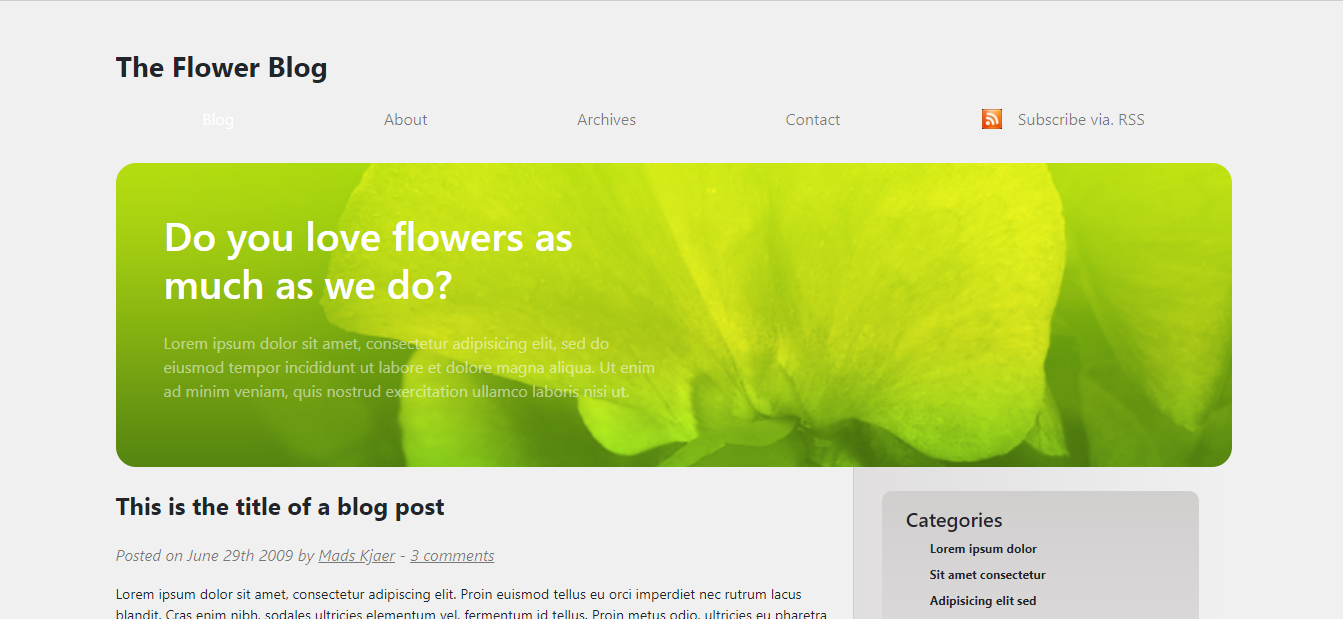 The Flower Blog
Blog
About
Archives
Contact
Subscribe via. RSS
Do you love flowers as
much as we do?
Lorem ipsum dolor sit amet, consectetur adipisicing elit, sed do
eiusmod tempor incididunt ut labore et dolore magna aliqua. Ut enim
ad minim veniam, quis nostrud exercitation ullamco laboris nisi ut.
This is the title of a blog post
Posted on June 29th 2009 by Mads Kjaer - 3 comments
Lorem ipsum dolor sit amet, consectetur adipiscing elit. Proin euismod tellus eu orci imperdiet nec rutrum lacus
blandit. Cras enim nibh, sodales ultricies elementum vel, fermentum id tellus. Proin metus odio, ultricies eu pharetra
Categories
Lorem ipsum dolor
Sit amet consectetur
Adipisicing elit sed